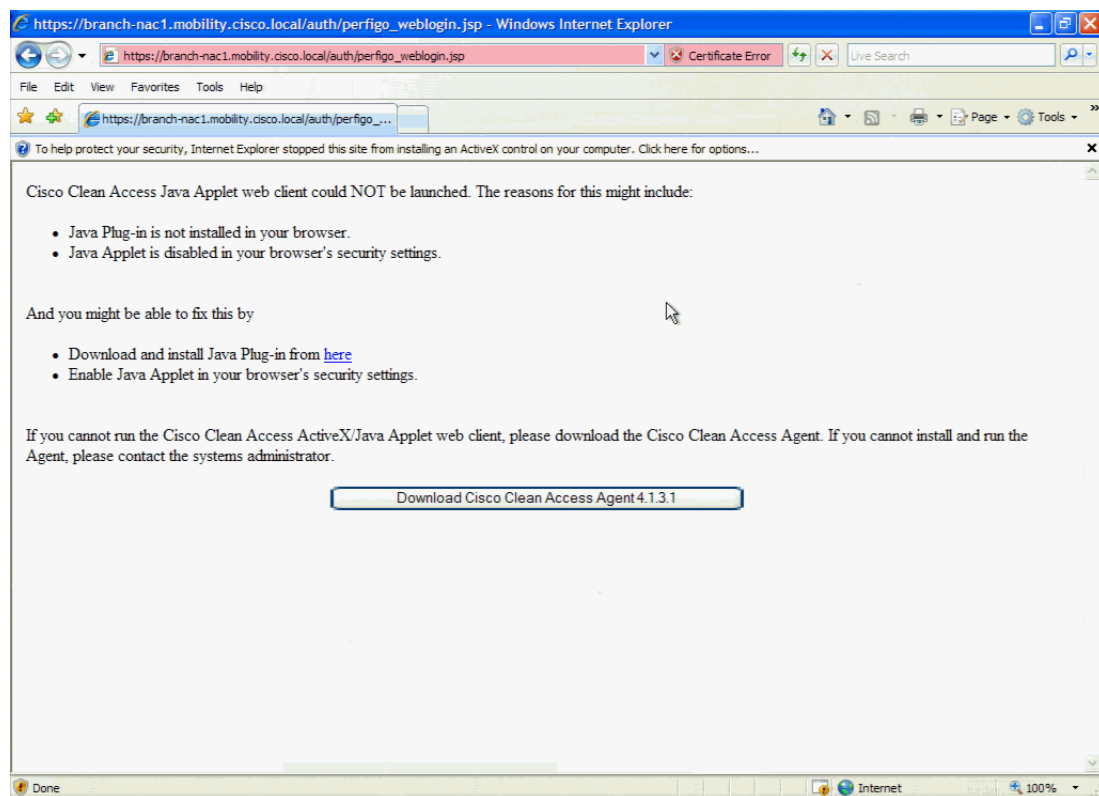 https://branch-nac1.mobility.cisco.local/auth/perfigo_weblogin.jsp - Windows Internet Explorer
https://branch-nac1.mobility.cisco.local/auth/perfigo_weblogin.jsp
Certificate Error
Live Search
File Edit View Favorites Tools Help
https://branch-nac1.mobility.cisco.local/auth/perfigo_...
Page
Tools
»
To help protect your security, Internet Explorer stopped this site from installing an ActiveX control on your computer. Click here for options...
Cisco Clean Access Java Applet web client could NOT be launched. The reasons for this might include:
• Java Plug-in is not installed in your browser.
• Java Applet is disabled in your browser's security settings.
And you might be able to fix this by
• Download and install Java Plug-in from here
• Enable Java Applet in your browser's security settings.
If you cannot run the Cisco Clean Access ActiveX/Java Applet web client, please download the Cisco Clean Access Agent. If you cannot install and run the
Agent, please contact the systems administrator.
Download Cisco Clean Access Agent 4.1.3.1
Done
Internet
100%